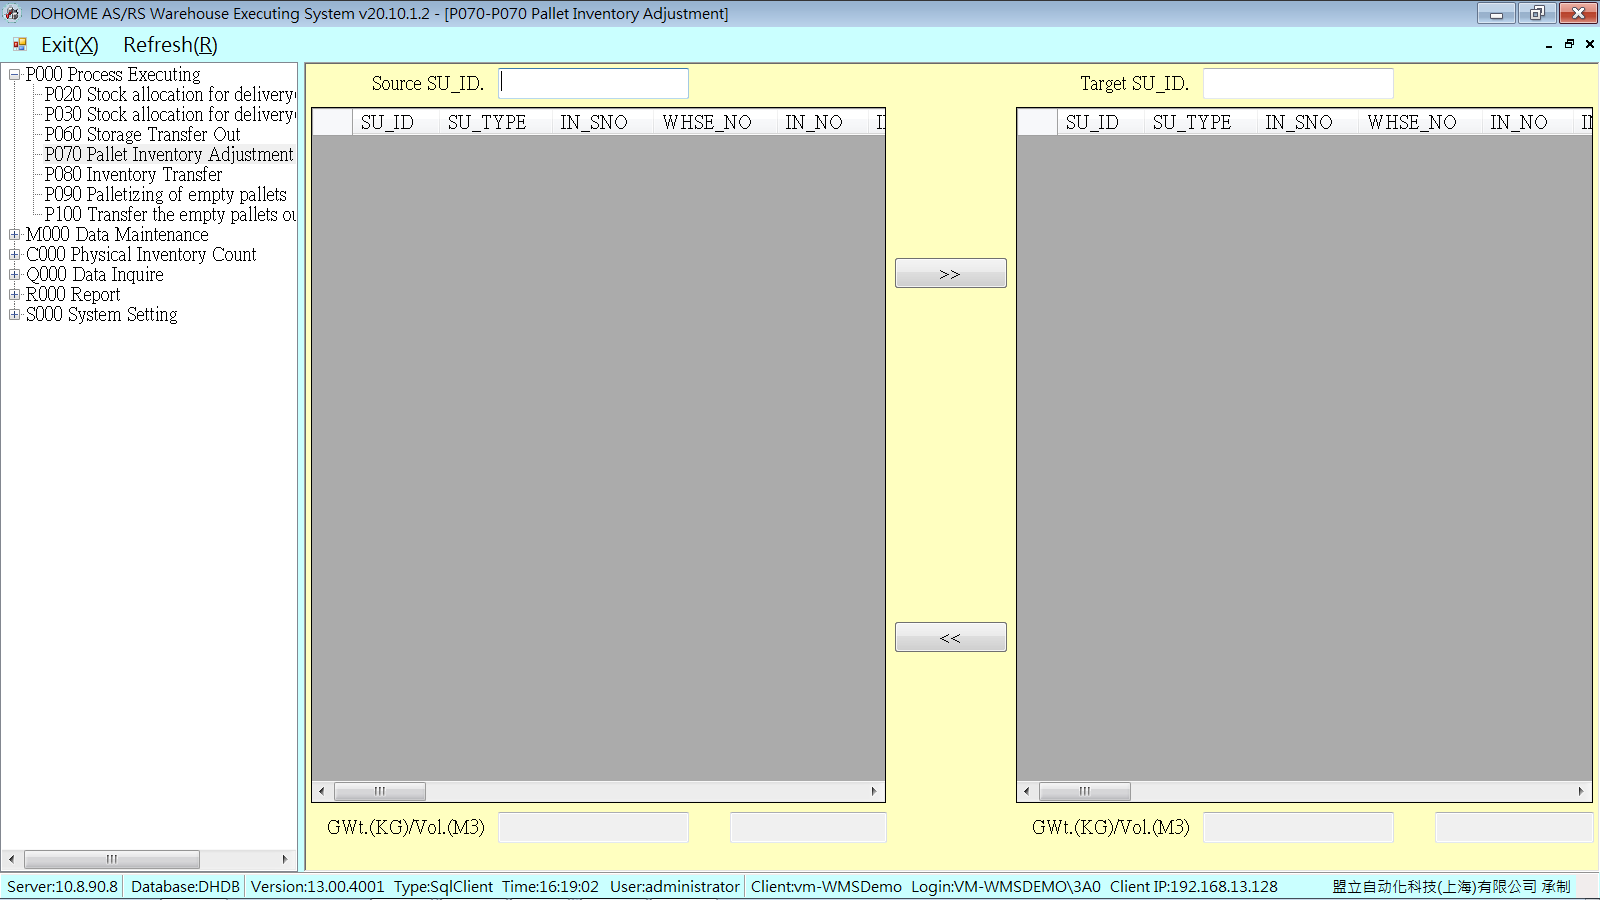 DOHOME AS/RS Warehouse Executing System v20.10.1.2 - [P070-P070 Pallet Inventory Adjustment]
Exit(X) Refresh(R)
P000 Process Executing
P020 Stock allocation for delivery
P030 Stock allocation for delivery
P060 Storage Transfer Out
P070 Pallet Inventory Adjustment
P080 Inventory Transfer
P090 Palletizing of empty pallets
P100 Transfer the empty pallets
M000 Data Maintenance
C000 Physical Inventory Count
Q000 Data Inquire
R000 Report
S000 System Setting
Source SU_ID.
SU_ID SU_TYPE IN_SNO WHSE_NO IN_NO
GWt.(KG)/Vol.(M3)
>>
<<
Target SU_ID.
SU_ID SU_TYPE IN_SNO WHSE_NO IN_NO
GWt.(KG)/Vol.(M3)
Server:10.8.90.8 Database:DHDB Version:13.00.4001 Type:SqlClient Time:16:19:02 User:administrator Client:vm-WMSDemo Login:VM-WMSDEMO\3A0 Client IP:192.168.13.128 盟立自动化科技(上海)有限公司 承制